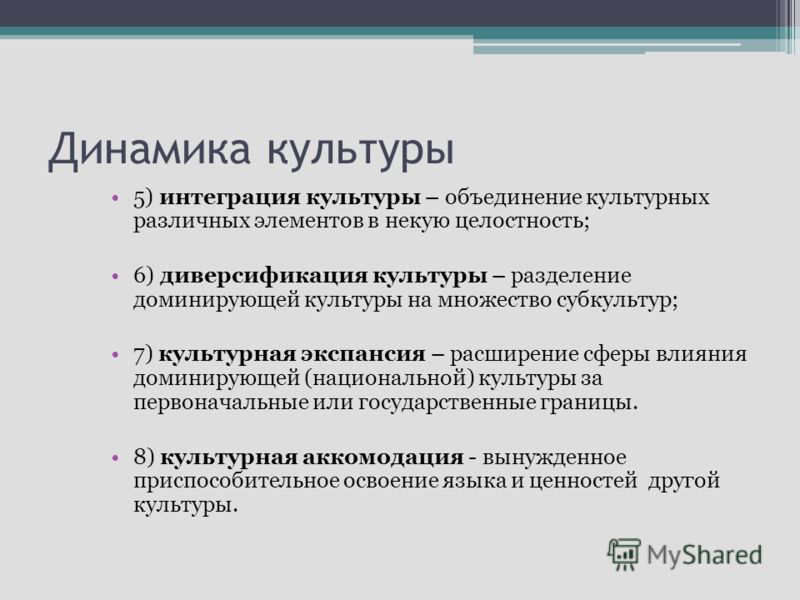 Динамика культуры
• 5) интеграция культуры – объединение культурных
различных элементов в некую целостность;
• 6) диверсификация культуры – разделение
доминирующей культуры на множество субкультур;
• 7) культурная экспансия – расширение сферы влияния
доминирующей (национальной) культуры за
первоначальные или государственные границы.
• 8) культурная аккомодация - вынужденное
приспособительное освоение языка и ценностей другой
культуры.
MyShared